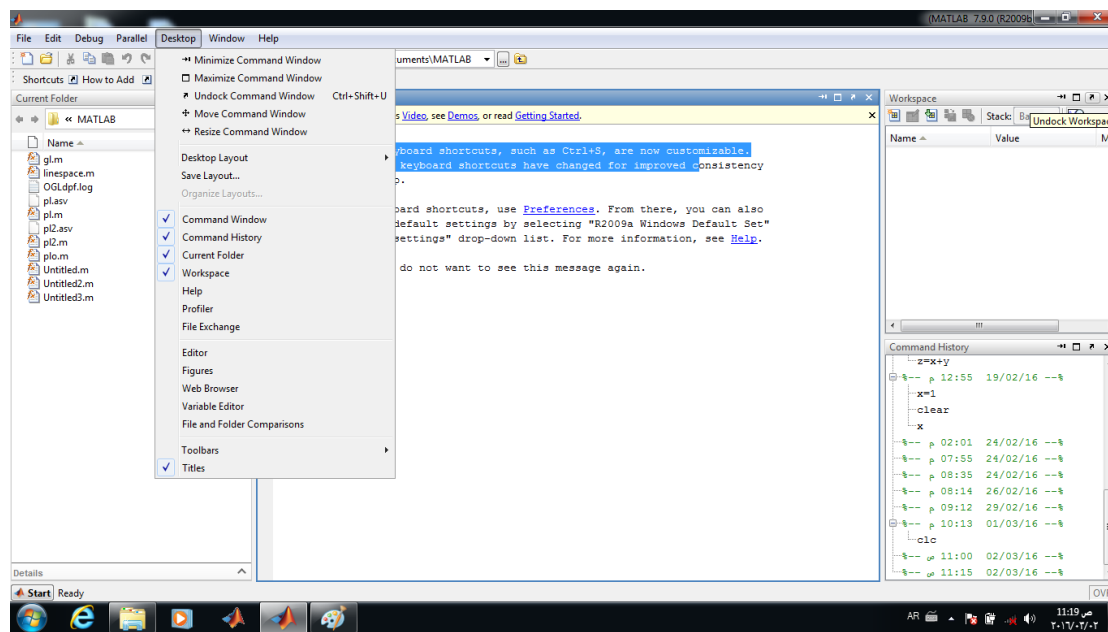 (MATLAB 7.9.0 (R2009b
File Edit Debug Parallel Desktop Window Help
uments\MATLAB
Shortcuts How to Add
Minimize Command Window
Maximize Command Window
Undock Command Window Ctrl+Shift+U
Move Command Window
Resize Command Window
Desktop Layout
Save Layout...
Organize Layouts...
Command Window
Command History
Current Folder
Workspace
Help
Profiler
File Exchange
Editor
Figures
Web Browser
Variable Editor
File and Folder Comparisons
Toolbars
Titles
Current Folder
« MATLAB
Name
gl.m
linespace.m
OGLdpf.log
pl.asv
pl.m
pl2.asv
pl2.m
plo.m
Untitled.m
Untitled2.m
Untitled3.m
Details
s Video, see Demos, or read Getting Started.
yboard shortcuts, such as Ctrl+S, are now customizable.
keyboard shortcuts have changed for improved consistency
p.
oard shortcuts, use Preferences. From there, you can also
default settings by selecting "R2009a Windows Default Set"
settings" drop-down list. For more information, see Help.
do not want to see this message again.
Workspace
Stack: Ba
Undock Workspac
Name Value M
Command History
z=x+y
%-- م 12:55 19/02/16 --%
x=1
clear
x
%-- م 02:01 24/02/16 --%
%-- م 07:55 24/02/16 --%
%-- م 08:35 24/02/16 --%
%-- م 08:14 26/02/16 --%
%-- م 09:12 29/02/16 --%
%-- م 10:13 01/03/16 --%
clc
%-- ص 11:00 02/03/16 --%
%-- ص 11:15 02/03/16 --%
Start Ready
OVR
AR
11:19 ص
٢٠١٦/٠٣/٠٢